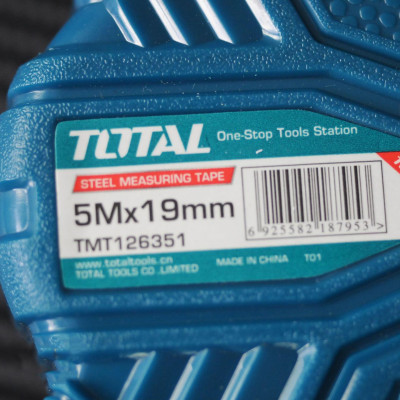 TOTAL One-Stop Tools Station
STEEL MEASURING TAPE
5Mx19mm
TMT126351
6 925582 187953 >
www.totaltools.cn
TOTAL TOOLS CO.,LIMITED MADE IN CHINA T01